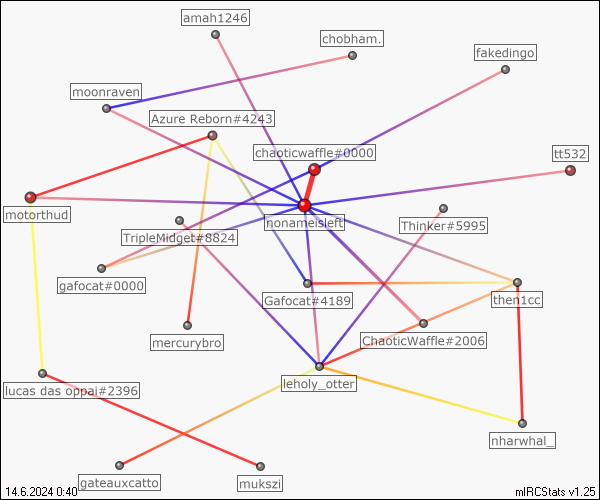 amah1246
chobham.
fakedingo
moonraven
Azure Reborn#4243
chaoticwaffle#0000
tt532
motorthud
nonameisleft
Thinker#5995
TripleMidget#8824
gafocat#0000
Gafocat#4189
then1cc
mercurybro
ChaoticWaffle#2006
lucas das oppai#2396
leholy_otter
nharwhal_
gateauxcatto
mukszi
14.6.2024 0:40
mIRCStats v1.25